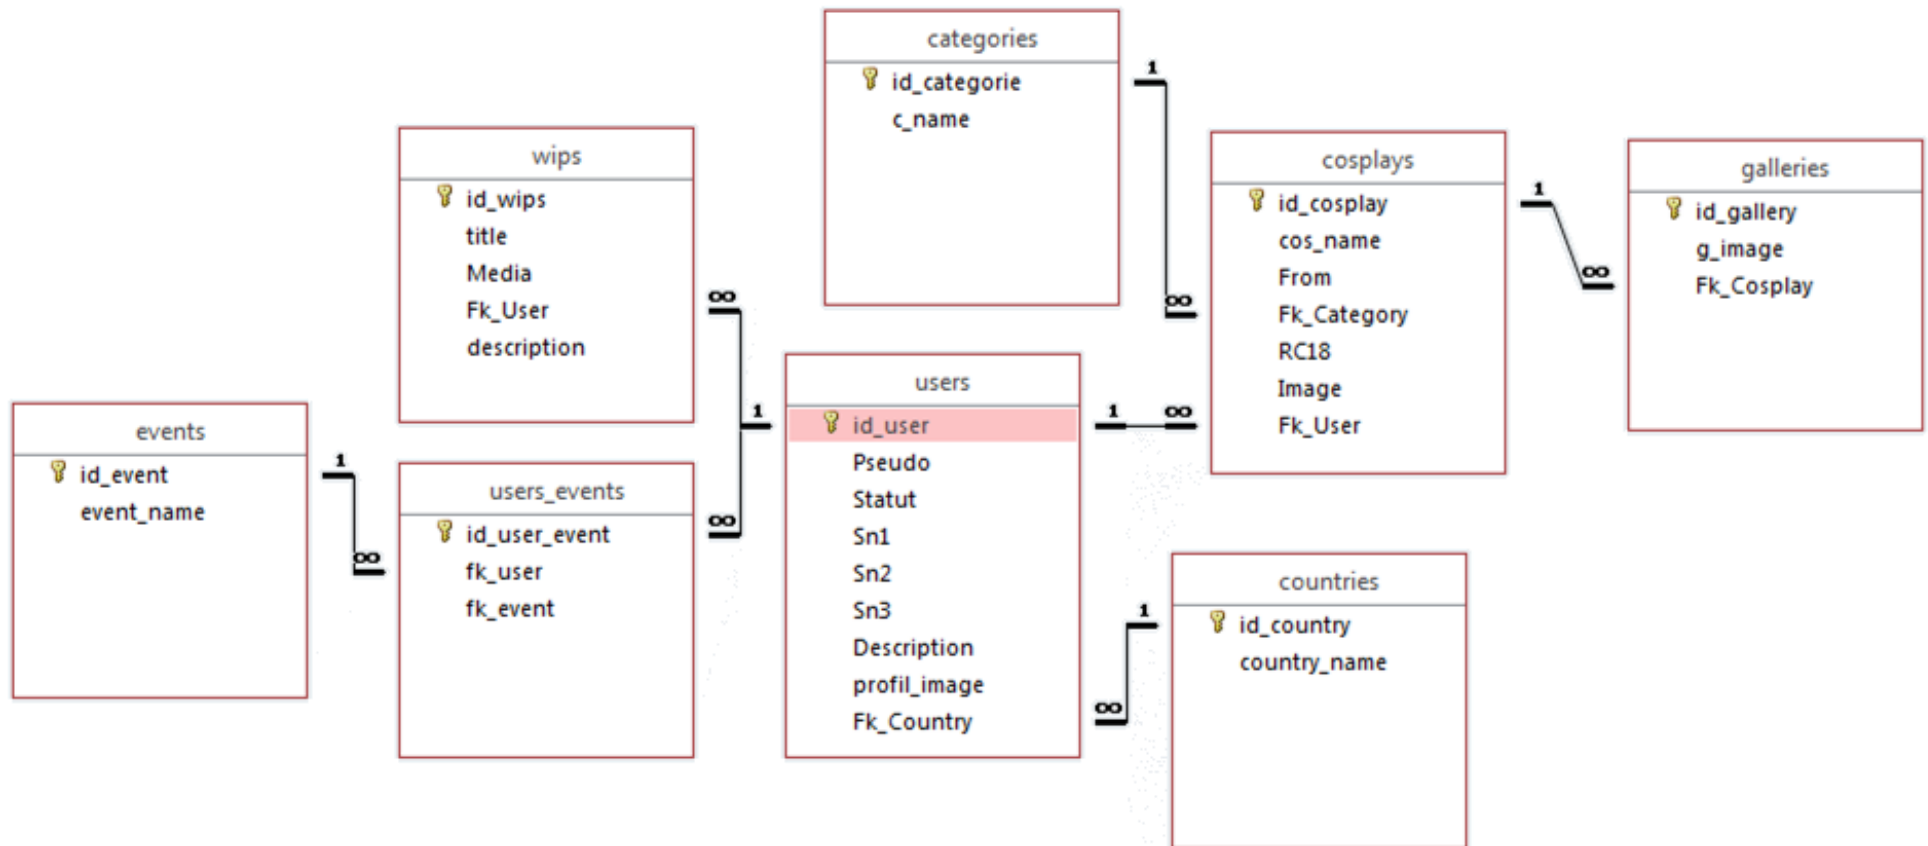 categories
id_categorie
c_name
1
∞
wips
id_wips
title
Media
Fk_User
description
∞
cosplays
id_cosplay
cos_name
From
Fk_Category
RC18
Image
Fk_User
1
∞
galleries
id_gallery
g_image
Fk_Cosplay
events
id_event
event_name
1
∞
users_events
id_user_event
fk_user
fk_event
∞
1
users
id_user
Pseudo
Statut
Sn1
Sn2
Sn3
Description
profil_image
Fk_Country
1
∞
∞
1
countries
id_country
country_name